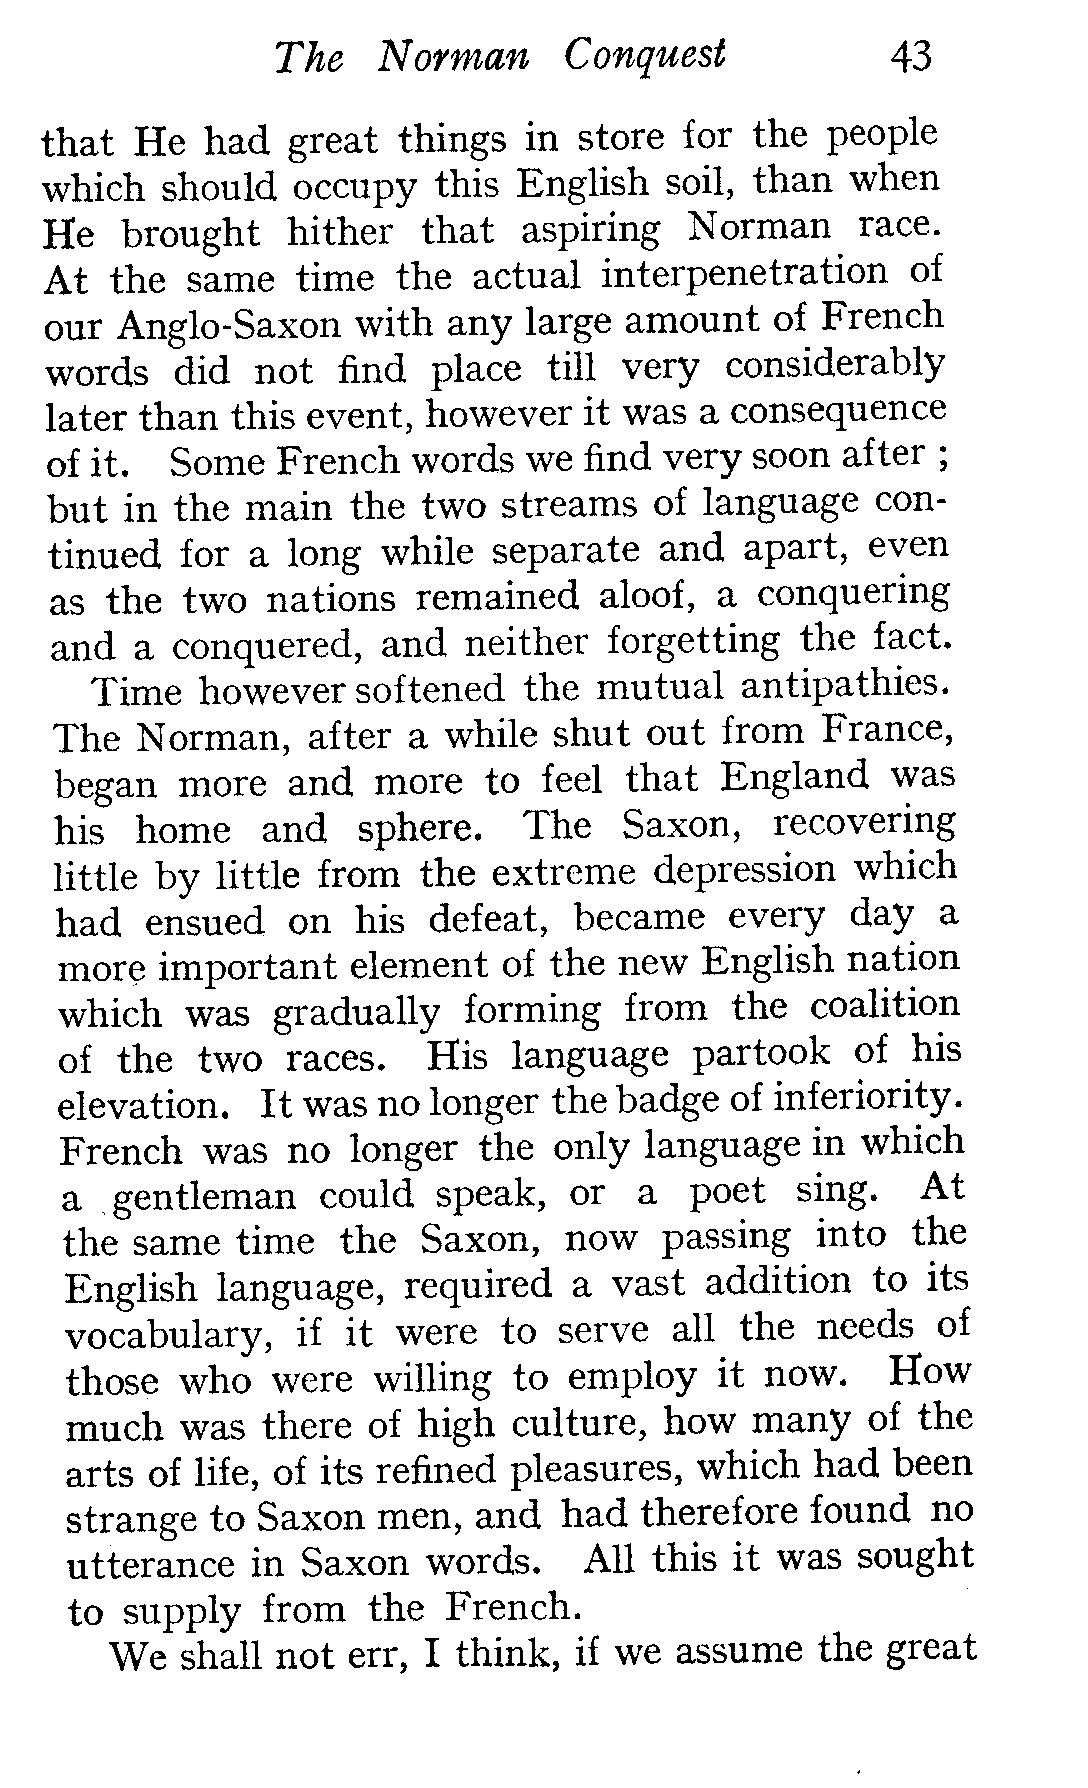 The Norman Conquest 43
that He had great things in store for the people
which should occupy this English soil, than when
He brought hither that aspiring Norman race.
At the same time the actual interpenetration of
our Anglo-Saxon with any large amount of French
words did not find place till very considerably
later than this event, however it was a consequence
of it. Some French words we find very soon after ;
but in the main the two streams of language con-
tinued for a long while separate and apart, even
as the two nations remained aloof, a conquering
and a conquered, and neither forgetting the fact.
Time however softened the mutual antipathies.
The Norman, after a while shut out from France,
began more and more to feel that England was
his home and sphere. The Saxon, recovering
little by little from the extreme depression which
had ensued on his defeat, became every day a
more important element of the new English nation
which was gradually forming from the coalition
of the two races. His language partook of his
elevation. It was no longer the badge of inferiority.
French was no longer the only language in which
a gentleman could speak, or a poet sing. At
the same time the Saxon, now passing into the
English language, required a vast addition to its
vocabulary, if it were to serve all the needs of
those who were willing to employ it now. How
much was there of high culture, how many of the
arts of life, of its refined pleasures, which had been
strange to Saxon men, and had therefore found no
utterance in Saxon words. All this it was sought
to supply from the French.
We shall not err, I think, if we assume the great